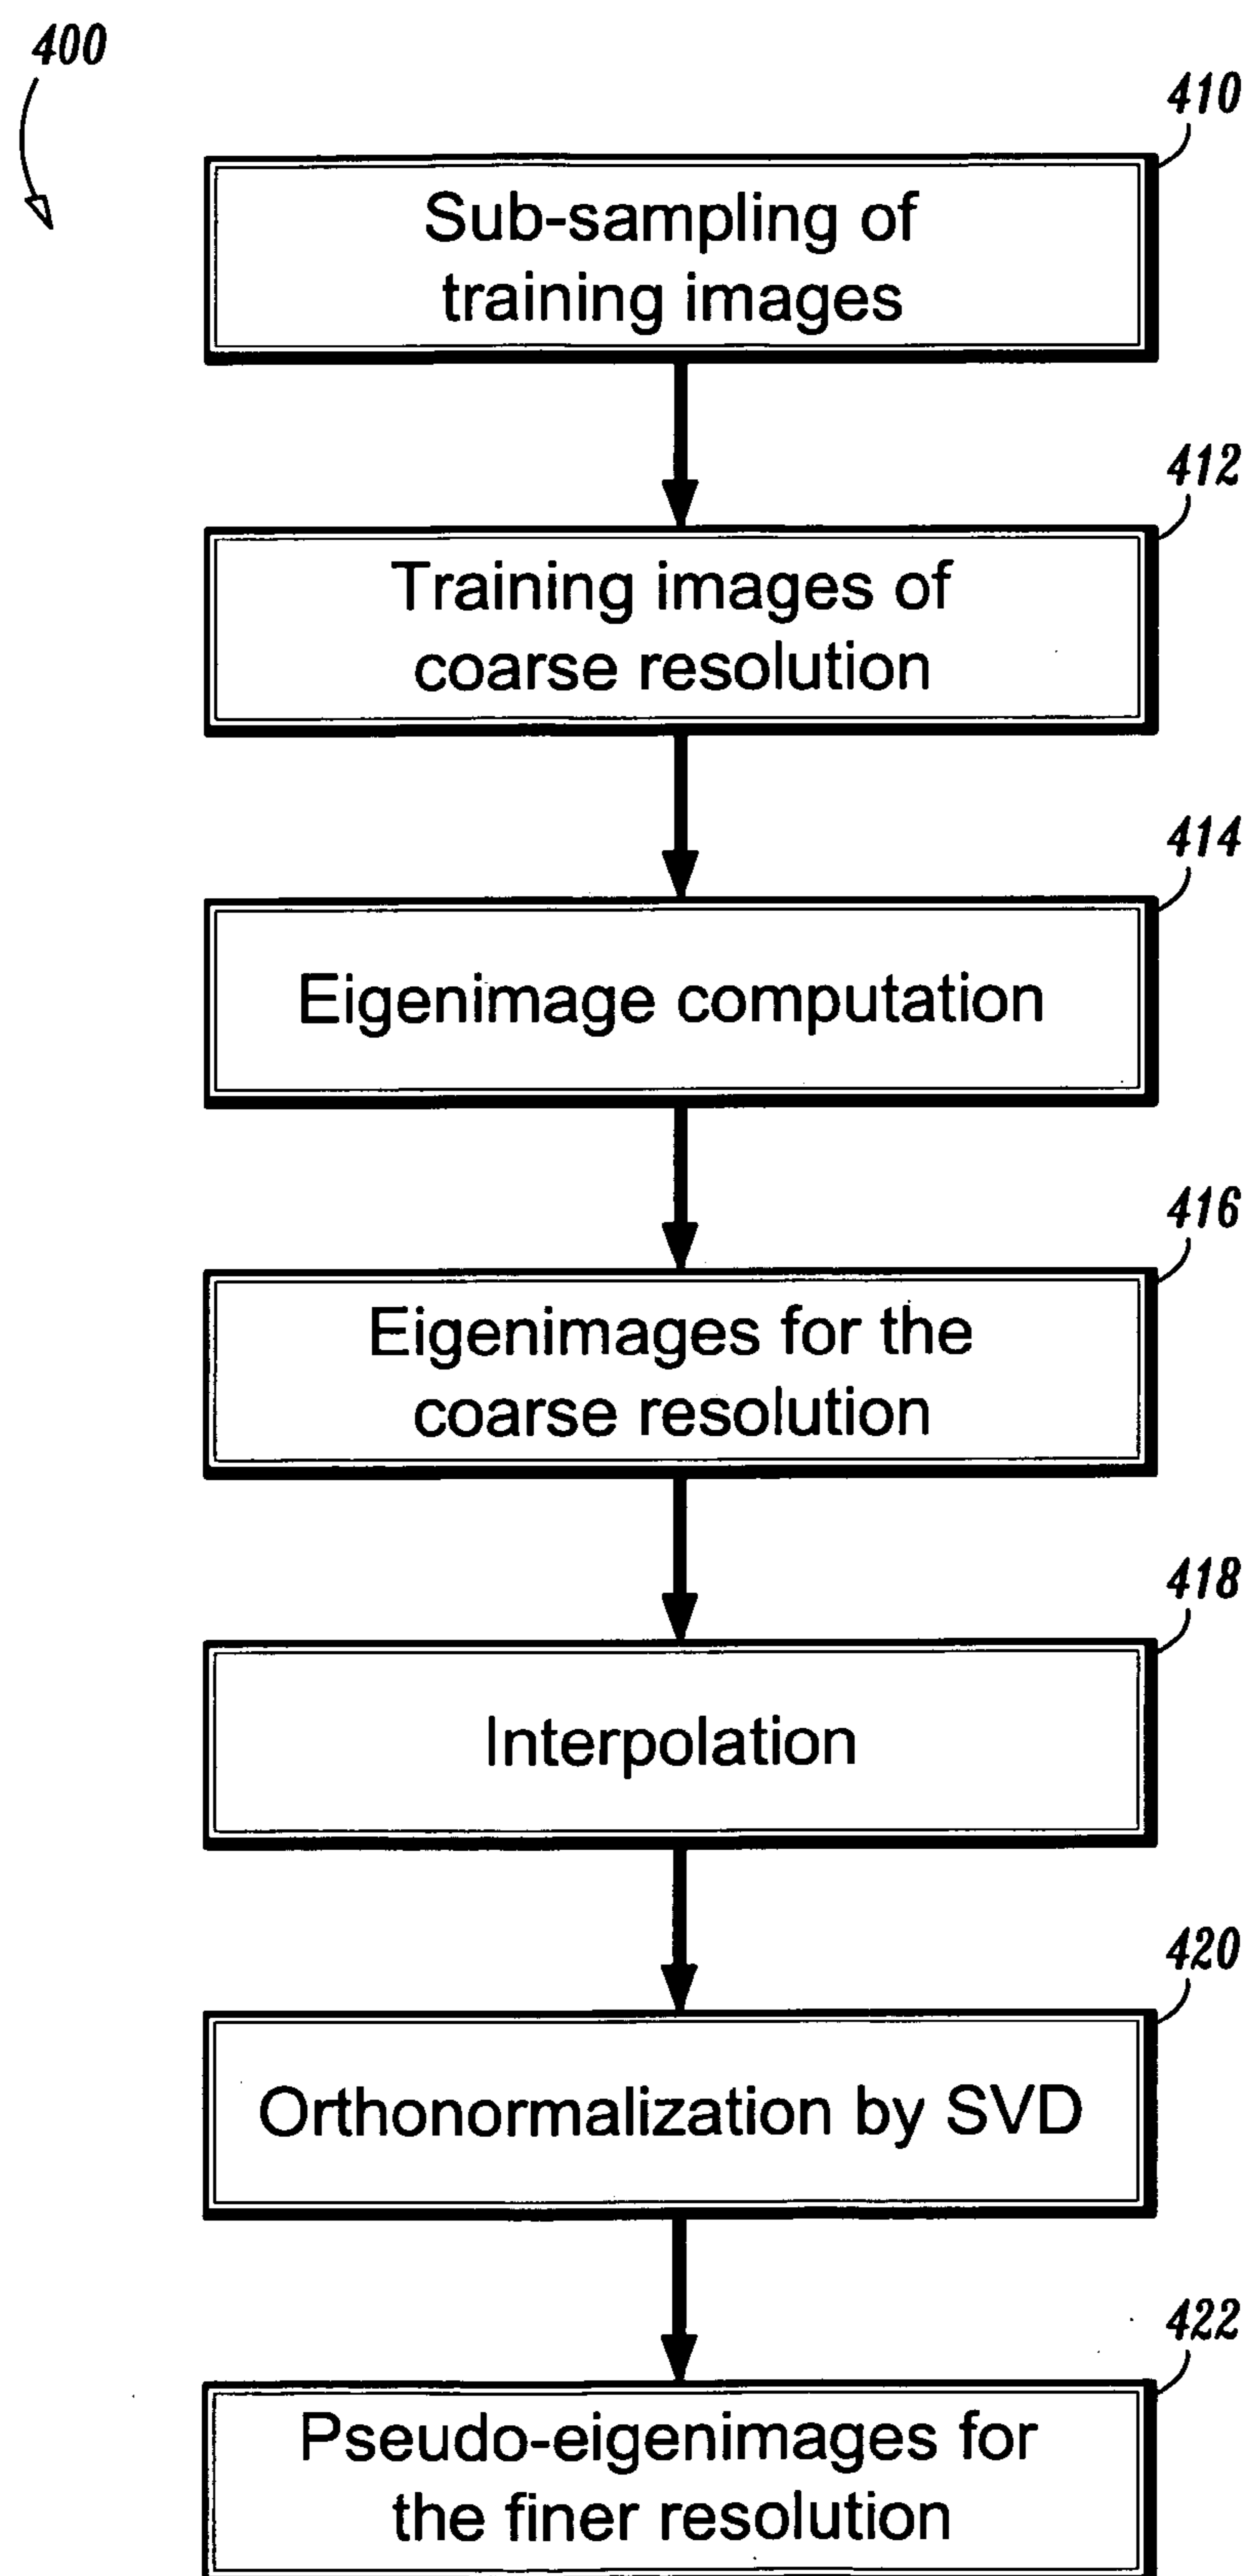 400
410
Sub-sampling of
training images
412
Training images of
coarse resolution
414
Eigenimage computation
416
Eigenimages for the
coarse resolution
418
Interpolation
420
Orthonormalization by SVD
422
Pseudo-eigenimages for
the finer resolution